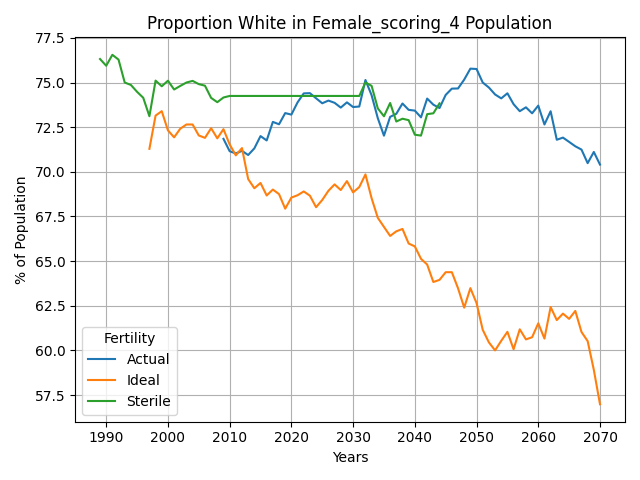 Proportion White in Female_scoring_4 Population
% of Population
77.5
75.0
72.5
70.0
67.5
65.0
62.5
60.0
57.5
Fertility
Actual
Ideal
Sterile
1990 2000 2010 2020 2030 2040 2050 2060 2070
Years